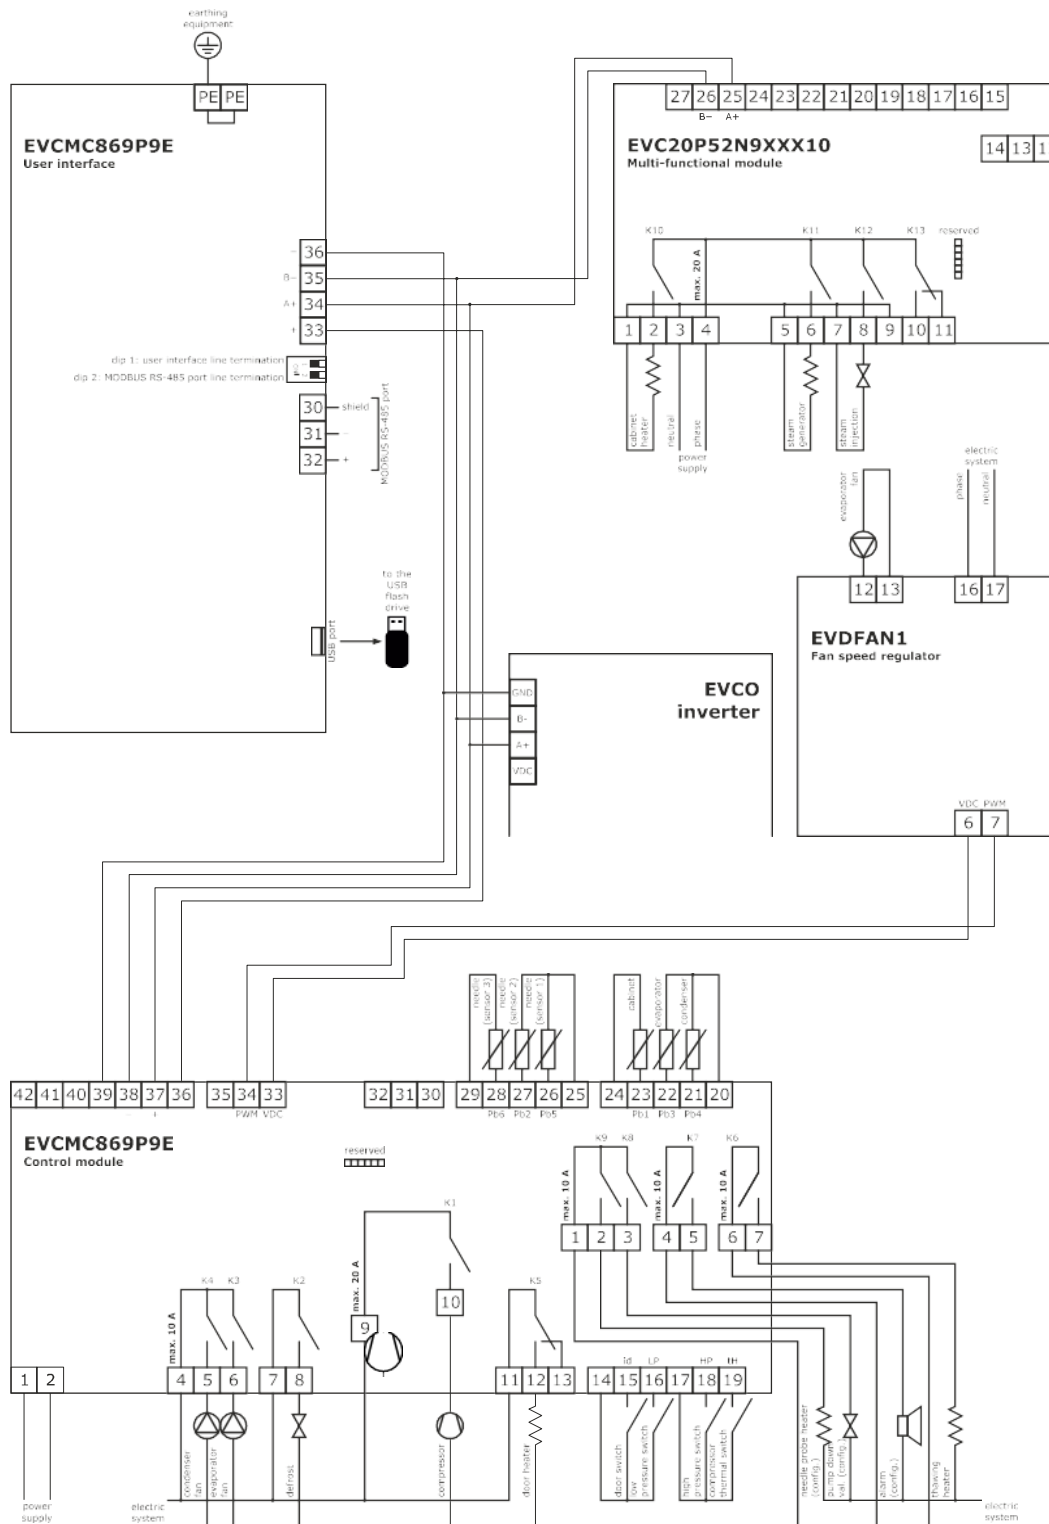 earthing
equipment
PE PE
EVCMC869P9E
User interface
- 36
B- 35
A+ 34
+ 33
dip 1: user interface line termination
dip 2: MODBUS RS-485 port line termination
30 shield
31 -
32 +
MODBUS RS-485 port
USB port
to the
USB
flash
drive
27 26 25 24 23 22 21 20 19 18 17 16 15
B- A+
EVC20P52N9XXX10
Multi-functional module
14 13 1
K10 K11 K12 K13 reserved
max. 20 A
1 2 3 4 5 6 7 8 9 10 11
cabinet
heater
neutral
phase
power
supply
steam
generator
steam
injection
evaporator
fan
electric
system
phase
neutral
12 13 16 17
EVDFAN1
Fan speed regulator
VDC PWM
6 7
EVCO
inverter
GND
B-
A+
VDC
needle
(sensor 3)
needle
(sensor 2)
needle
(sensor 1)
cabinet
evaporator
condenser
42 41 40 39 38 37 36 35 34 33 32 31 30 29 28 27 26 25 24 23 22 21 20
- + PWM VDC Pb6 Pb2 Pb5 Pb1 Pb3 Pb4
EVCMC869P9E
Control module
reserved
K9 K8 K7 K6
max. 10 A
max. 10 A
max. 10 A
1 2 3 4 5 6 7
K1
max. 20 A
10
9
K4 K3 K2 K5
max. 10 A
id LP HP tH
1 2 4 5 6 7 8 11 12 13 14 15 16 17 18 19
power
supply
electric
system
condenser
fan
evaporator
fan
defrost
compressor
door heater
door switch
low
pressure switch
high
pressure switch
compressor
thermal switch
needle probe heater
(config.)
pump down
val. (config.)
alarm
(config.)
thawing
heater
electric
system